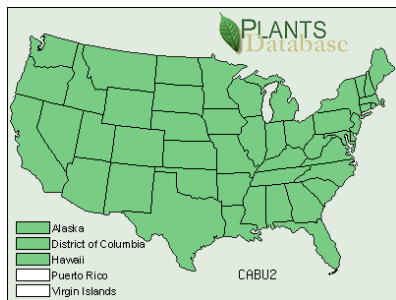 PLANTS
Database
Alaska
District of Columbia
Hawaii
Puerto Rico
Virgin Islands
CABU2